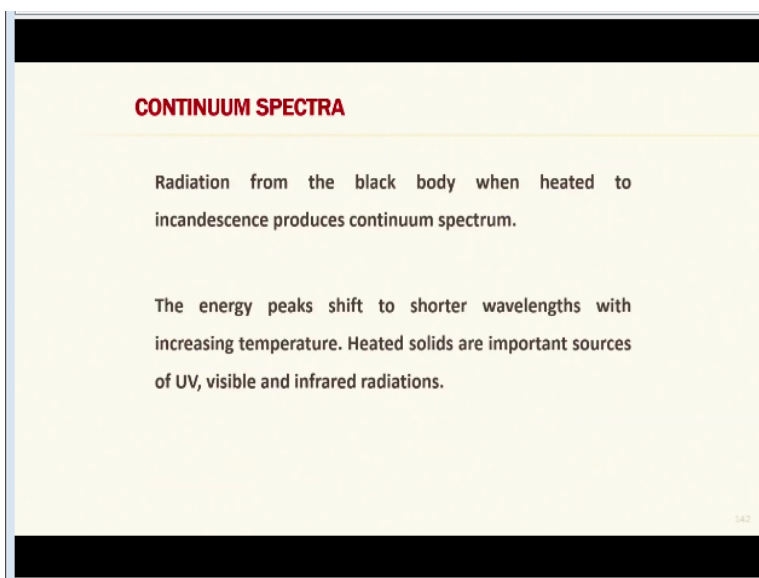 CONTINUUM SPECTRA
Radiation from the black body when heated to
incandescence produces continuum spectrum.
The energy peaks shift to shorter wavelengths with
increasing temperature. Heated solids are important sources
of UV, visible and infrared radiations.
142